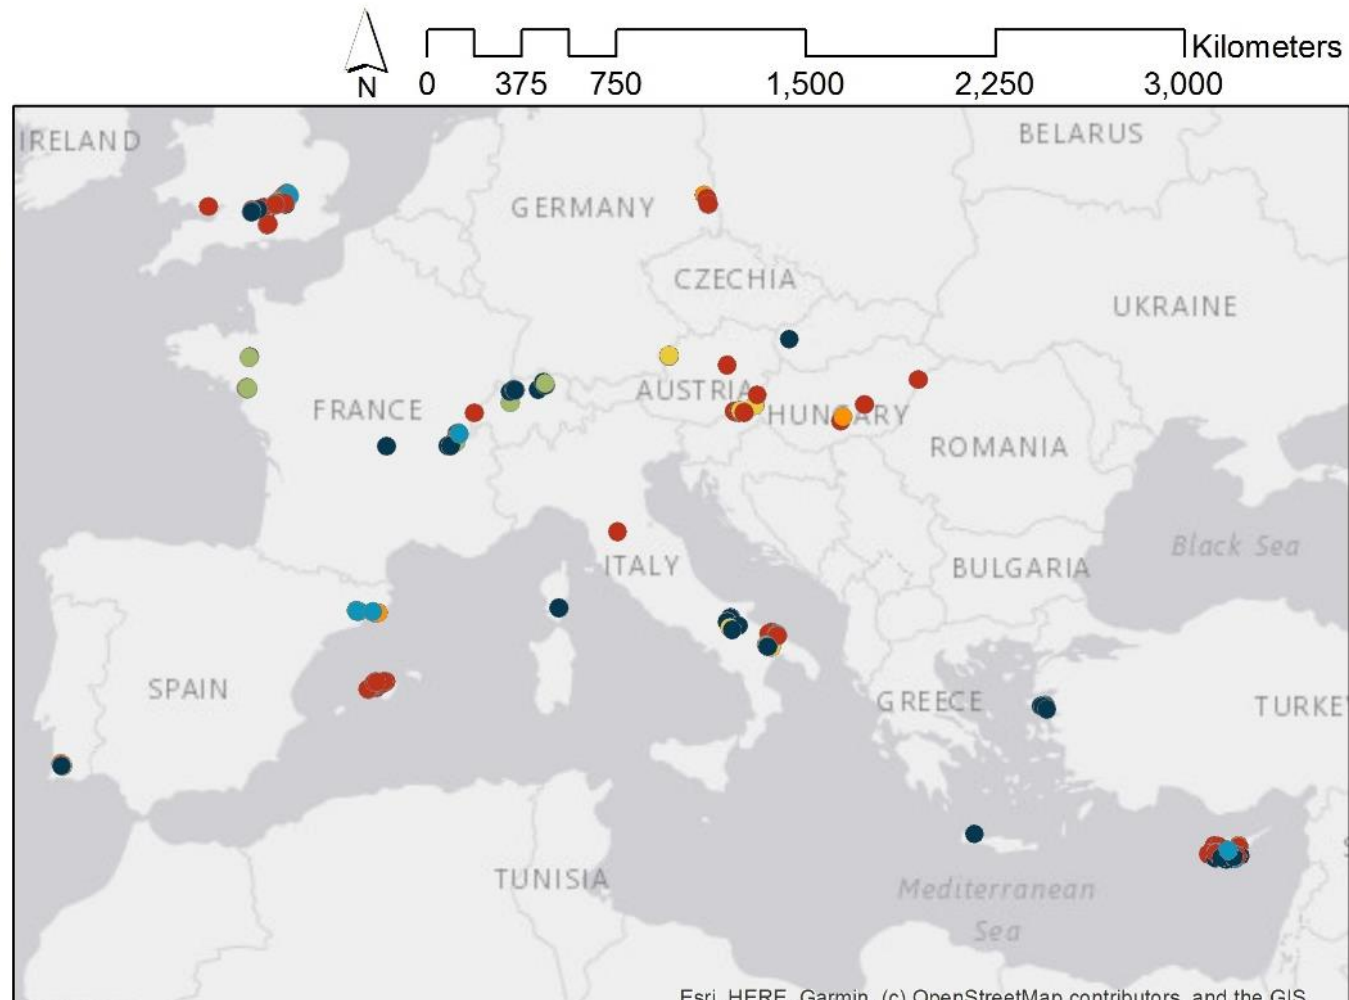 Kilometers
N 0 375 750 1,500 2,250 3,000
IRELAND
BELARUS
GERMANY
CZECHIA
UKRAINE
AUSTRIA
FRANCE
HUNGARY
ROMANIA
Black Sea
ITALY
BULGARIA
SPAIN
GREECE
TURKEY
TUNISIA
Mediterranean
Sea
Esri, HERE, Garmin, (c) OpenStreetMap contributors, and the GIS